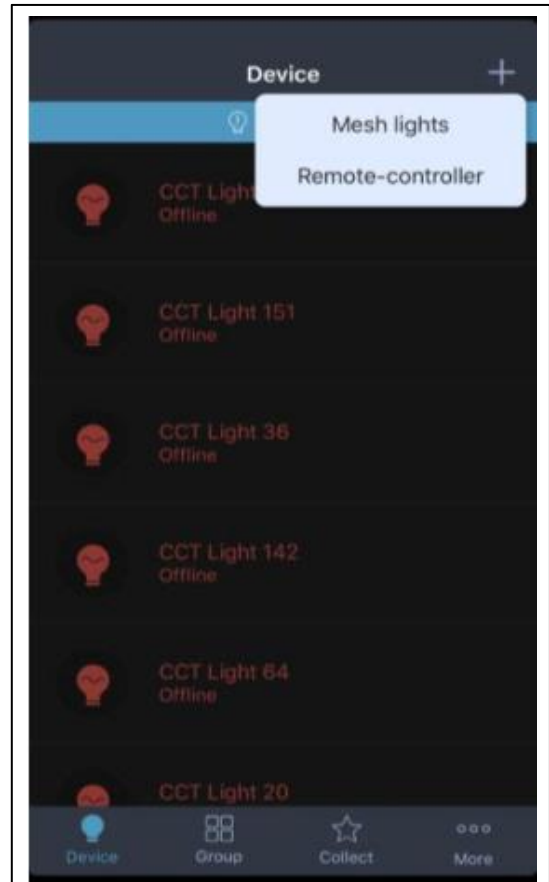 Device
Mesh lights
Remote-controller
CCT Light
Offline
CCT Light 151
Offline
CCT Light 36
Offline
CCT Light 142
Offline
CCT Light 64
Offline
CCT Light 20
Device
Group
Collect
More